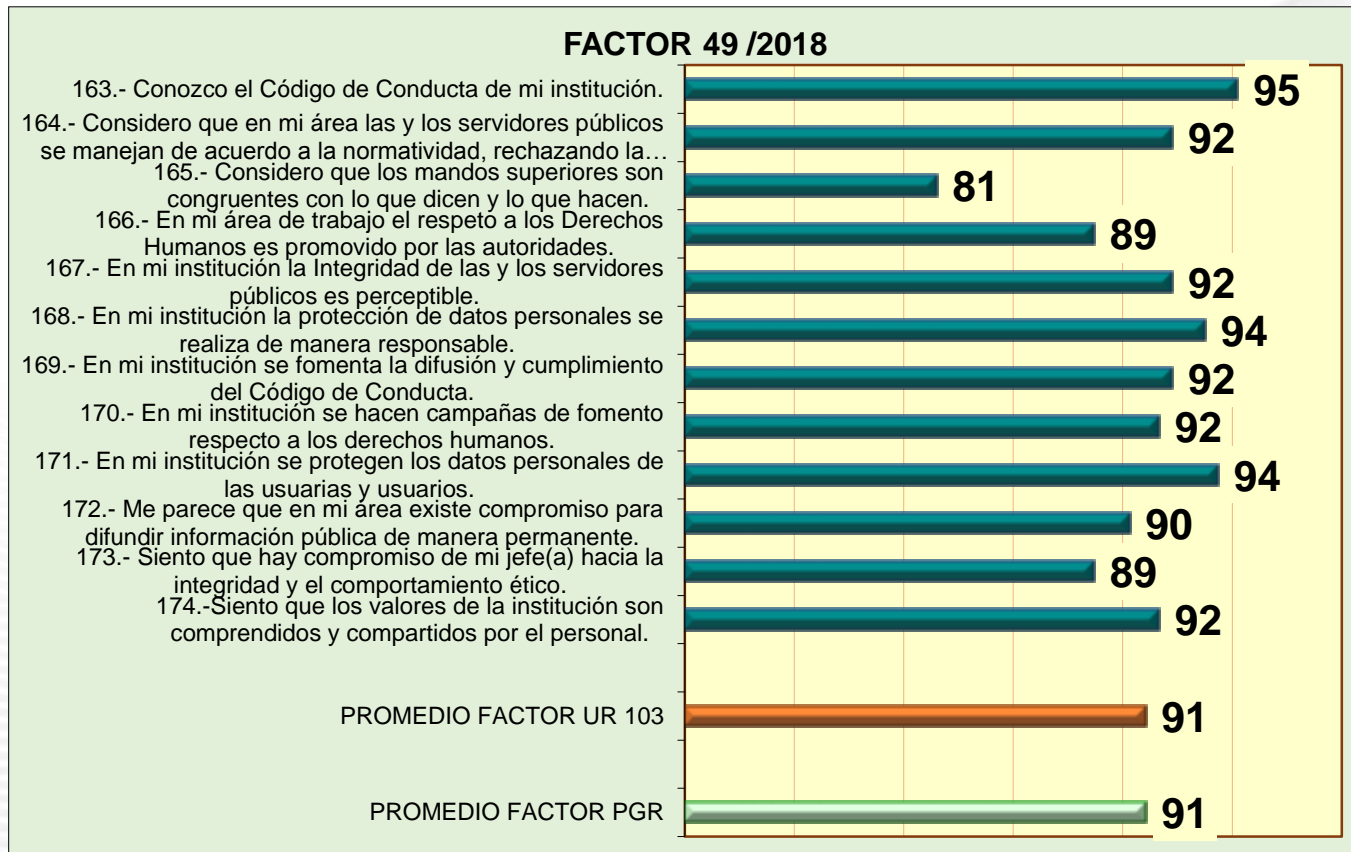 FACTOR 49 /2018
163.- Conozco el Código de Conducta de mi institución.
95
164.- Considero que en mi área las y los servidores públicos
se manejan de acuerdo a la normatividad, rechazando la…
92
165.- Considero que los mandos superiores son
congruentes con lo que dicen y lo que hacen.
81
166.- En mi área de trabajo el respeto a los Derechos
Humanos es promovido por las autoridades.
89
167.- En mi institución la Integridad de las y los servidores
públicos es perceptible.
92
168.- En mi institución la protección de datos personales se
realiza de manera responsable.
94
169.- En mi institución se fomenta la difusión y cumplimiento
del Código de Conducta.
92
170.- En mi institución se hacen campañas de fomento
respecto a los derechos humanos.
92
171.- En mi institución se protegen los datos personales de
las usuarias y usuarios.
94
172.- Me parece que en mi área existe compromiso para
difundir información pública de manera permanente.
90
173.- Siento que hay compromiso de mi jefe(a) hacia la
integridad y el comportamiento ético.
89
174.-Siento que los valores de la institución son
comprendidos y compartidos por el personal.
92
PROMEDIO FACTOR UR 103
91
PROMEDIO FACTOR PGR
91